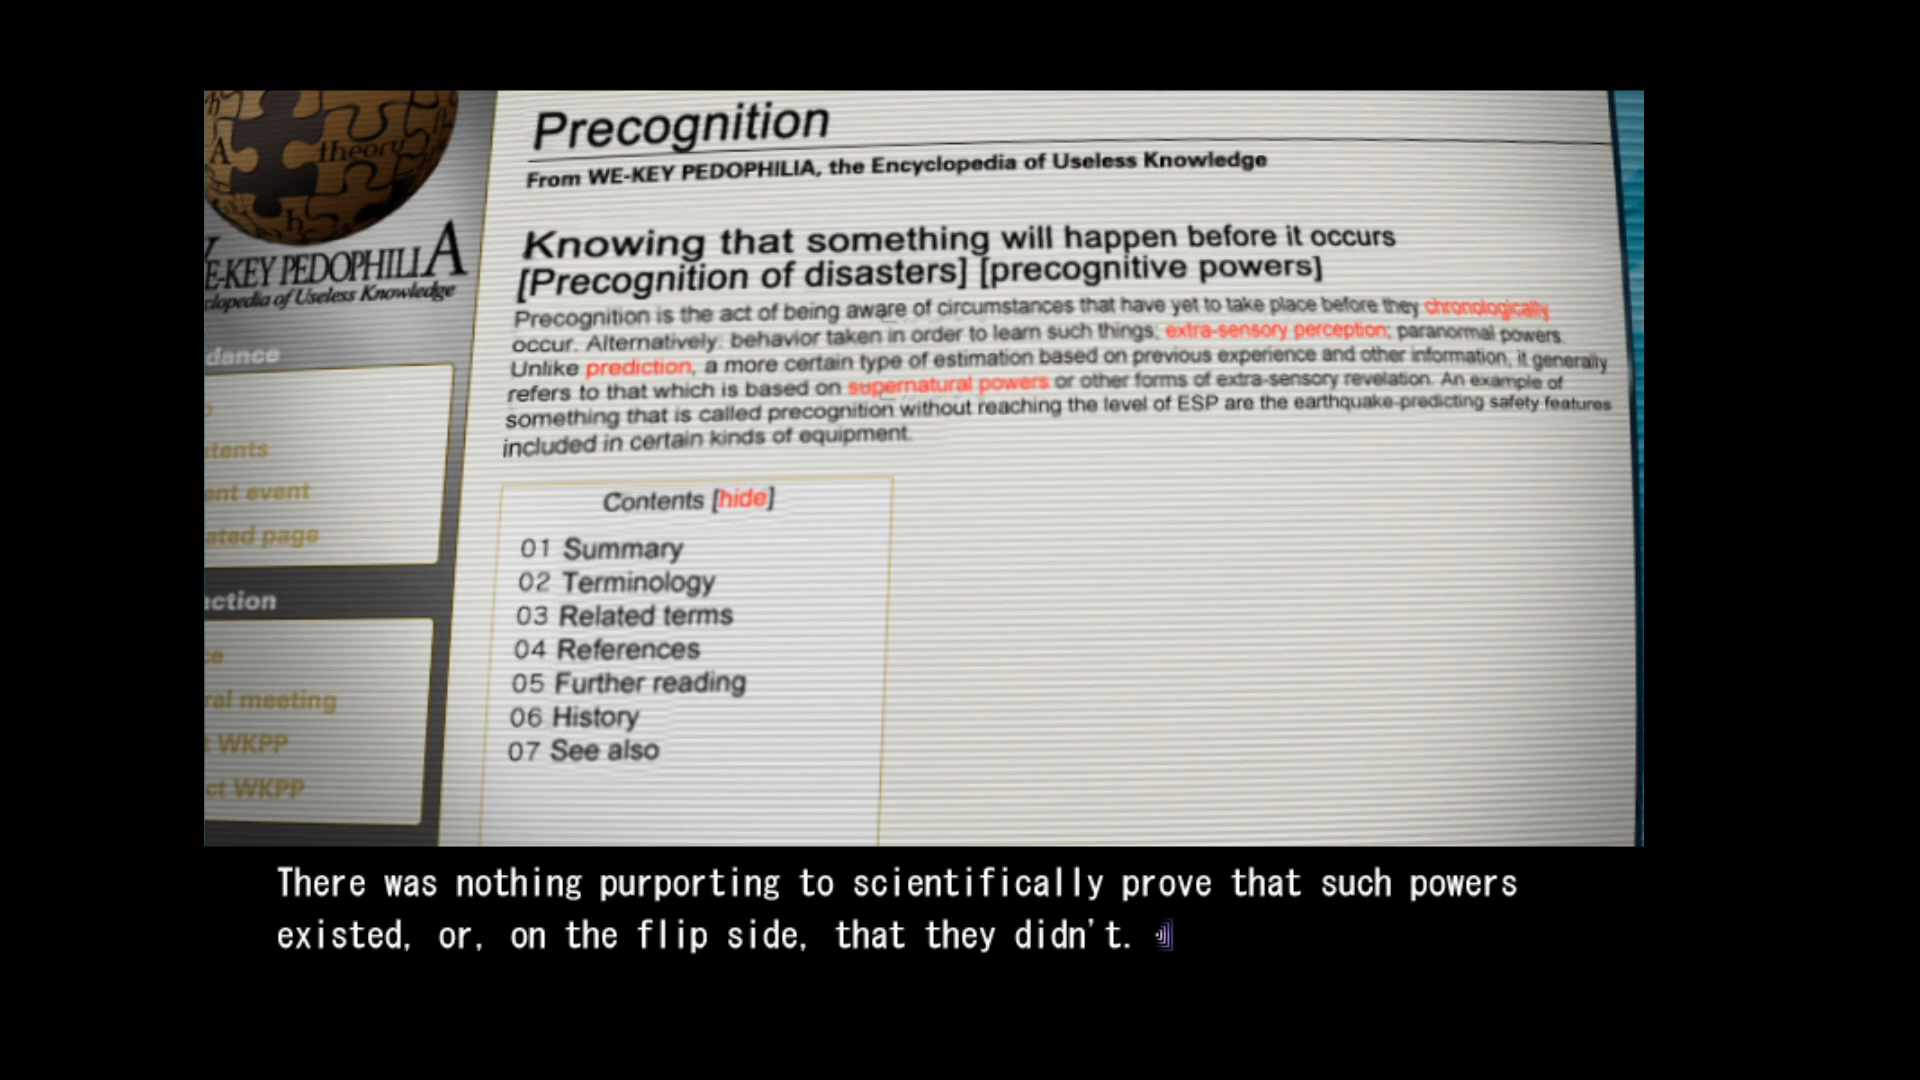 Precognition
From WE-KEY PEDOPHILIA, the Encyclopedia of Useless Knowledge
Knowing that something will happen before it occurs
[Precognition of disasters] [precognitive powers]
Precognition is the act of being aware of circumstances that have yet to take place before they chronologically
occur. Alternatively: behavior taken in order to learn such things; extra-sensory perception; paranormal powers.
Unlike prediction, a more certain type of estimation based on previous experience and other information, it generally
refers to that which is based on supernatural powers or other forms of extra-sensory revelation. An example of
something that is called precognition without reaching the level of ESP are the earthquake-predicting safety features
included in certain kinds of equipment.
Contents [hide]
01 Summary
02 Terminology
03 Related terms
04 References
05 Further reading
06 History
07 See also
theory
E-KEY PEDOPHILIA
clopedia of Useless Knowledge
dance
tents
ent event
ated page
ction
ral meeting
t WKPP
ct WKPP
There was nothing purporting to scientifically prove that such powers
existed, or, on the flip side, that they didn't.